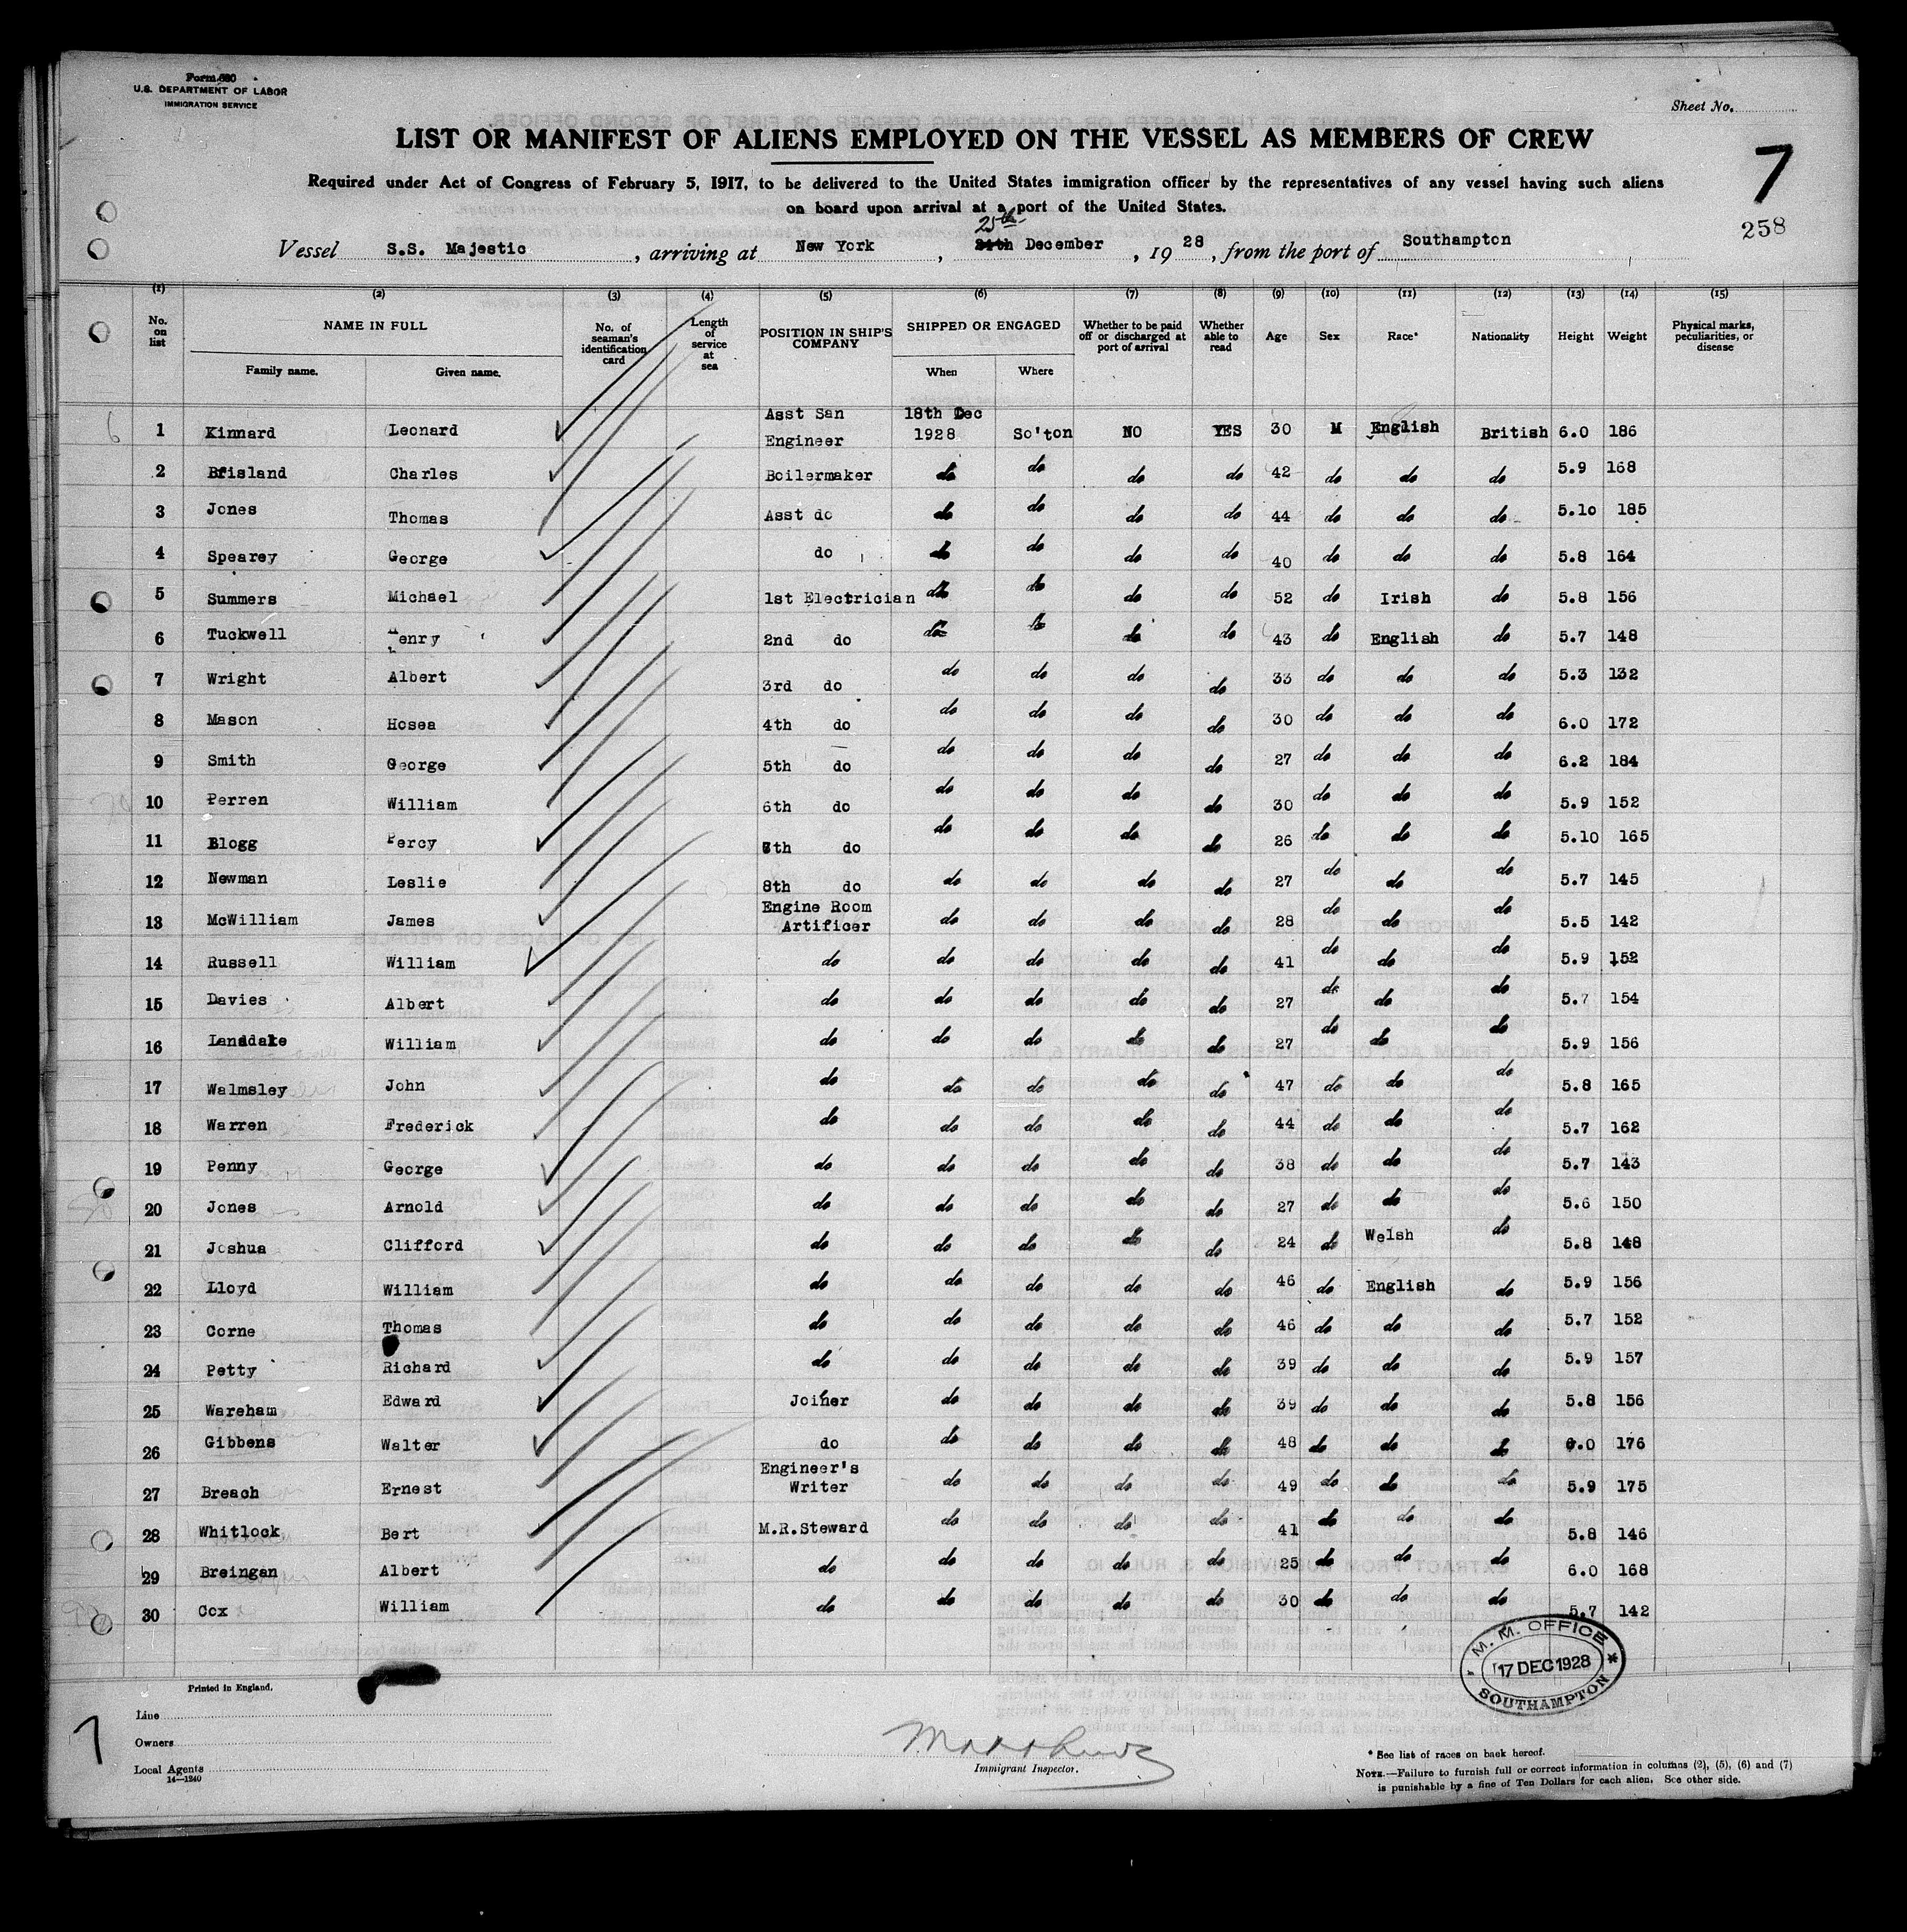 Form 680
U.S. DEPARTMENT OF LABOR
IMMIGRATION SERVICE
Sheet No.
LIST OR MANIFEST OF ALIENS EMPLOYED ON THE VESSEL AS MEMBERS OF CREW
7
Required under Act of Congress of February 5, 1917, to be delivered to the United States immigration officer by the representatives of any vessel having such aliens
on board upon arrival at a port of the United States.
258
25th
Vessel S.S. Majestic , arriving at New York , 24th December , 19 28 , from the port of Southampton
(1) (2) (3) (4) (5) (6) (7) (8) (9) (10) (11) (12) (13) (14) (15)
No. on list NAME IN FULL No. of seaman's identification card Length of service at sea POSITION IN SHIP'S COMPANY SHIPPED OR ENGAGED Whether to be paid off or discharged at port of arrival Whether able to read Age Sex Race* Nationality Height Weight Physical marks, peculiarities, or disease
Family name. Given name. When Where
6 1 Kinnard Leonard Asst San Engineer 18th Dec 1928 So'ton NO YES 30 M English British 6.0 186
2 Brisland Charles Boilermaker do do do do 42 do do do 5.9 168
3 Jones Thomas Asst do do do do do 44 do do do 5.10 185
4 Spearey George do do do do do 40 do do do 5.8 164
5 Summers Michael 1st Electrician do do do do 52 do Irish do 5.8 156
6 Tuckwell Henry 2nd do do do do do 43 do English do 5.7 148
7 Wright Albert 3rd do do do do do 33 do do do 5.3 132
8 Mason Hosea 4th do do do do do 30 do do do 6.0 172
9 Smith George 5th do do do do do 27 do do do 6.2 184
10 Perren William 6th do do do do do 30 do do do 5.9 152
11 Blogg Percy 7th do do do do do 26 do do do 5.10 165
12 Newman Leslie 8th do do do do do 27 do do do 5.7 145
13 McWilliam James Engine Room Artificer do do do do 28 do do do 5.5 142
14 Russell William do do do do do 41 do do do 5.9 152
15 Davies Albert do do do do do 27 do do do 5.7 154
16 William do do do do do 27 do do do 5.9 156
17 Walmsley John do do do do do 47 do do do 5.8 165
18 Warren Frederick do do do do do 44 do do do 5.7 162
19 Penny George do do do do do 38 do do do 5.7 143
20 Jones Arnold do do do do do 27 do do do 5.6 150
21 Joshua Clifford do do do do do 24 do Welsh do 5.8 148
22 Lloyd William do do do do do 46 do English do 5.9 156
23 Corne Thomas do do do do do 46 do do do 5.7 152
24 Petty Richard do do do do do 39 do do do 5.9 157
25 Wareham Edward Joiner do do do do 39 do do do 5.8 156
26 Gibbens Walter do do do do do 48 do do do 6.0 176
27 Breach Ernest Engineer's Writer do do do do 49 do do do 5.9 175
28 Whitlock Bert M.R.Steward do do do do 41 do do do 5.8 146
29 Breingan Albert do do do do do 25 do do do 6.0 168
30 Cox William do do do do do 30 do do do 5.7 142
M. M. OFFICE
17 DEC 1928
SOUTHAMPTON
Printed in England.
Line
7
Owners
Local Agents
14—1240
Immigrant Inspector.
* See list of races on back hereof.
NOTE.—Failure to furnish full or correct information in columns (2), (5), (6) and (7)
is punishable by a fine of Ten Dollars for each alien. See other side.